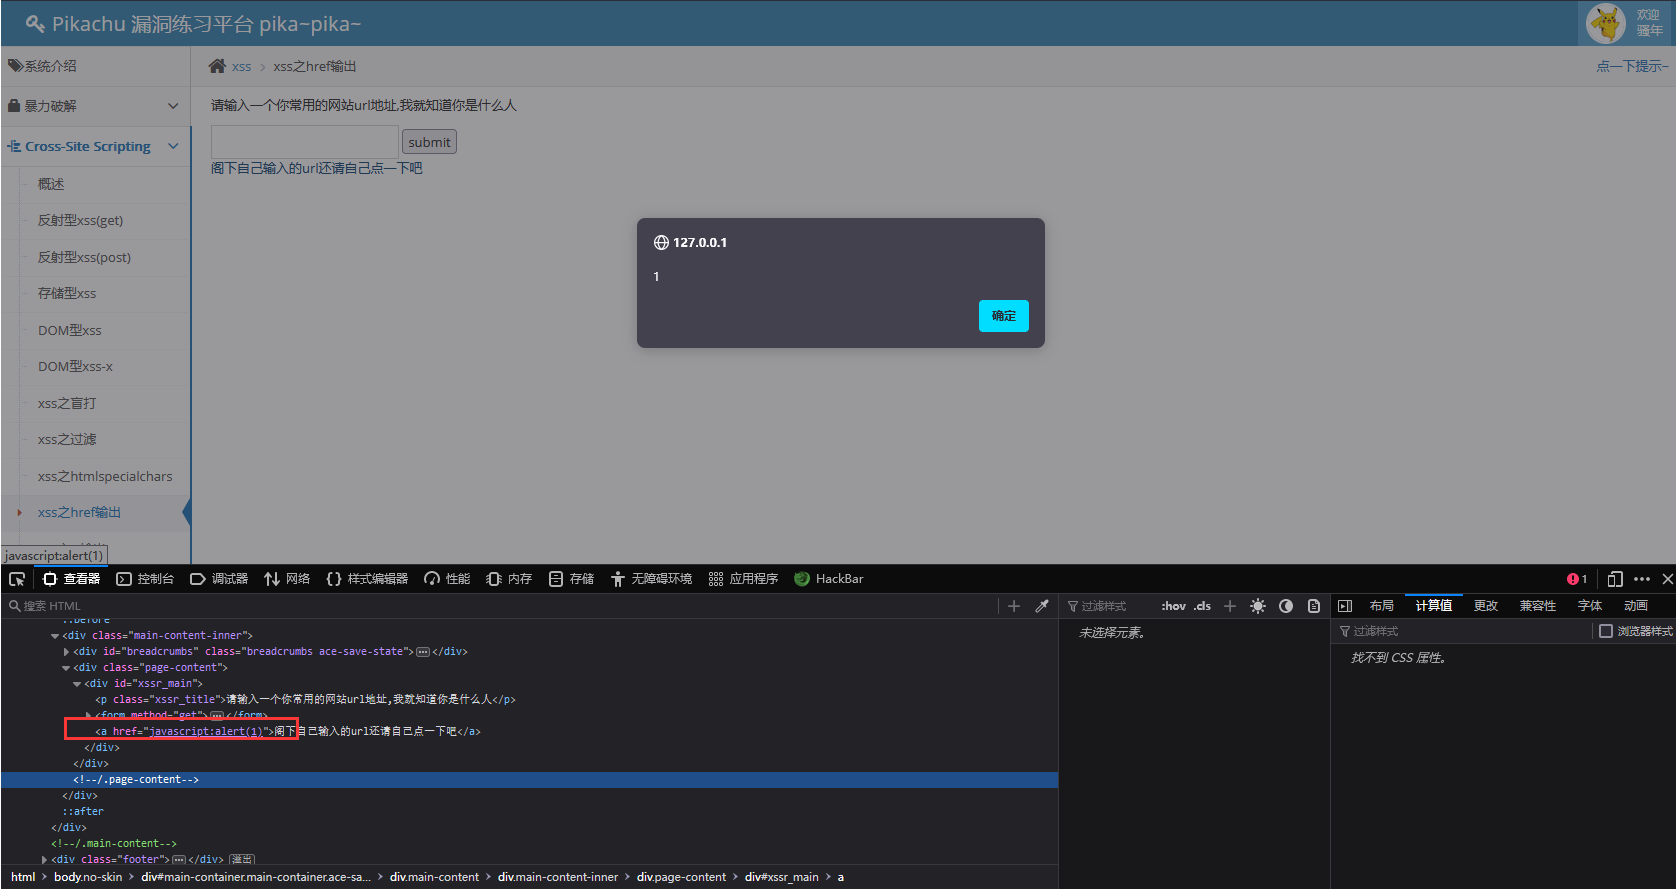 Pikachu 漏洞练习平台 pika~pika~
欢迎
骚年
系统介绍
暴力破解
Cross-Site Scripting
概述
反射型xss(get)
反射型xss(post)
存储型xss
DOM型xss
DOM型xss-x
xss之盲打
xss之过滤
xss之htmlspecialchars
xss之href输出
javascript:alert(1)
xss › xss之href输出
点一下提示~
请输入一个你常用的网站url地址,我就知道你是什么人
submit
阁下自己输入的url还请自己点一下吧
127.0.0.1
1
确定
查看器 控制台 调试器 网络 样式编辑器 性能 内存 存储 无障碍环境 应用程序 HackBar 1
搜索 HTML
::before
<div class="main-content-inner">
<div id="breadcrumbs" class="breadcrumbs ace-save-state">…</div>
<div class="page-content">
<div id="xssr_main">
<p class="xssr_title">请输入一个你常用的网站url地址,我就知道你是什么人</p>
<form method="get">…</form>
<a href="javascript:alert(1)">阁下自己输入的url还请自己点一下吧</a>
</div>
</div>
<!--/.page-content-->
</div>
::after
</div>
<!--/.main-content-->
<div class="footer">…</div> 溢出
html › body.no-skin › div#main-container.main-container.ace-sa... › div.main-content › div.main-content-inner › div.page-content › div#xssr_main › a
过滤样式 :hov .cls
未选择元素。
布局 计算值 更改 兼容性 字体 动画
过滤样式 浏览器样式
找不到 CSS 属性。